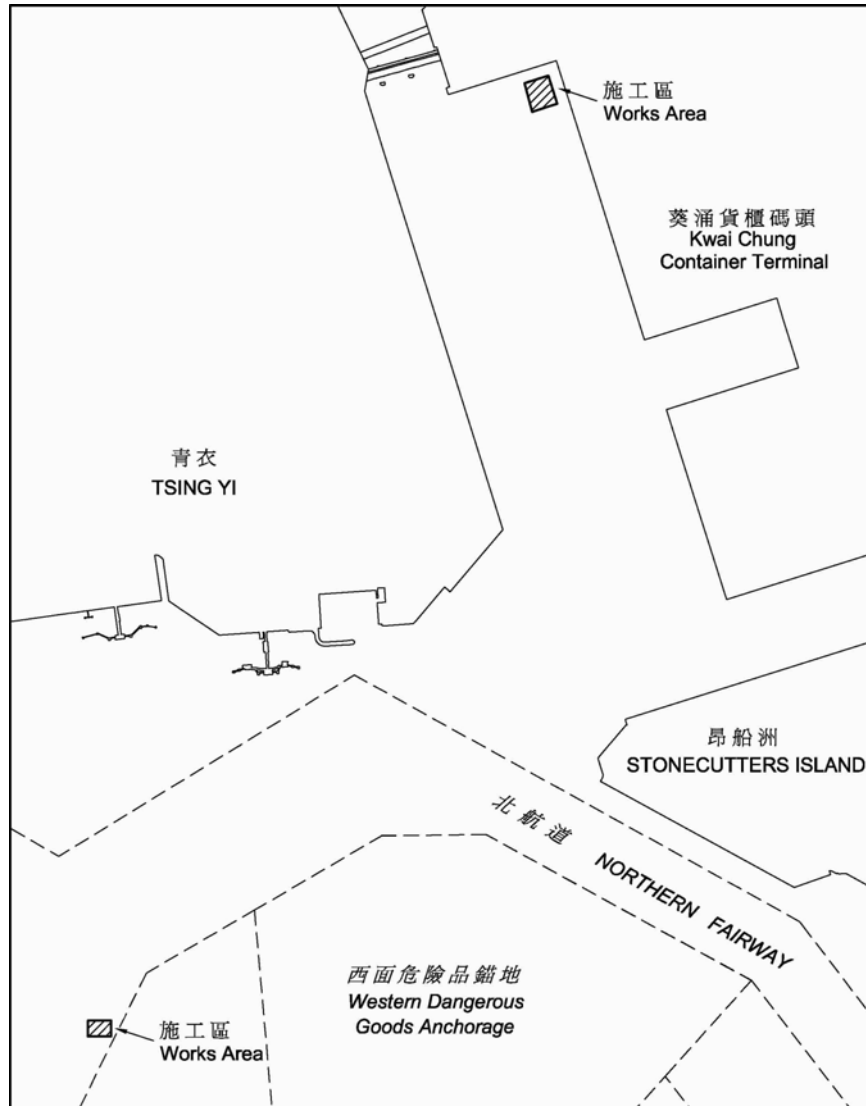 施工區
Works Area
葵涌貨櫃碼頭
Kwai Chung
Container Terminal
青衣
TSING YI
昂船洲
STONECUTTERS ISLAND
北航道 NORTHERN FAIRWAY
西面危險品錨地
Western Dangerous
Goods Anchorage
施工區
Works Area